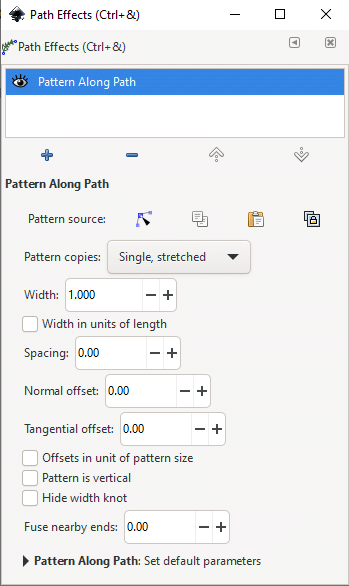 Path Effects (Ctrl+&)
Path Effects (Ctrl+&)
Pattern Along Path
Pattern Along Path
Pattern source:
Pattern copies: Single, stretched
Width: 1.000
Width in units of length
Spacing: 0.00
Normal offset: 0.00
Tangential offset: 0.00
Offsets in unit of pattern size
Pattern is vertical
Hide width knot
Fuse nearby ends: 0.00
Pattern Along Path: Set default parameters